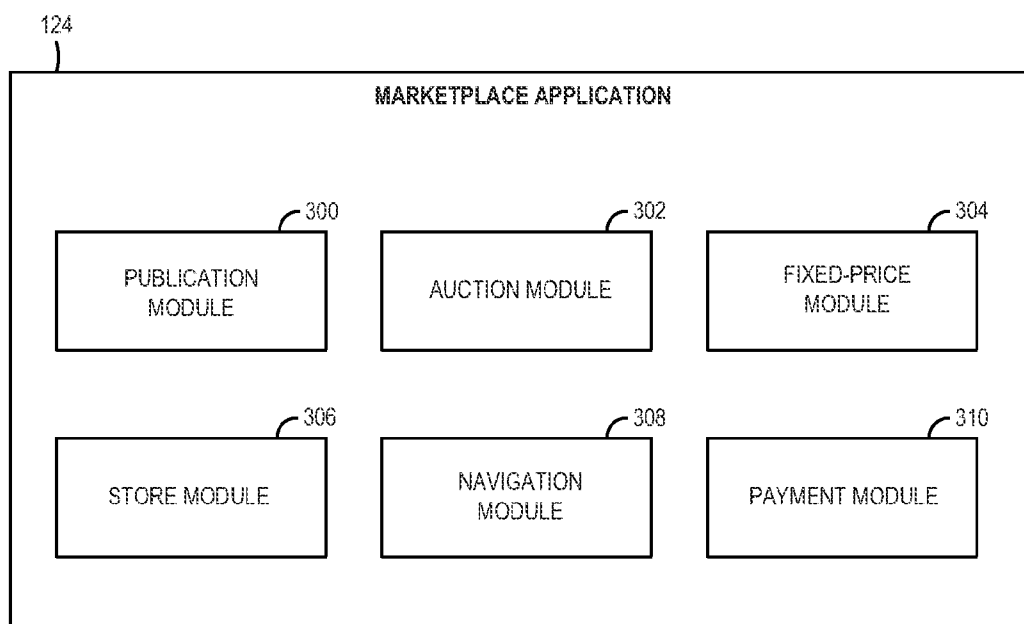 124
MARKETPLACE APPLICATION
300
PUBLICATION
MODULE
302
AUCTION MODULE
304
FIXED-PRICE
MODULE
306
STORE MODULE
308
NAVIGATION
MODULE
310
PAYMENT MODULE